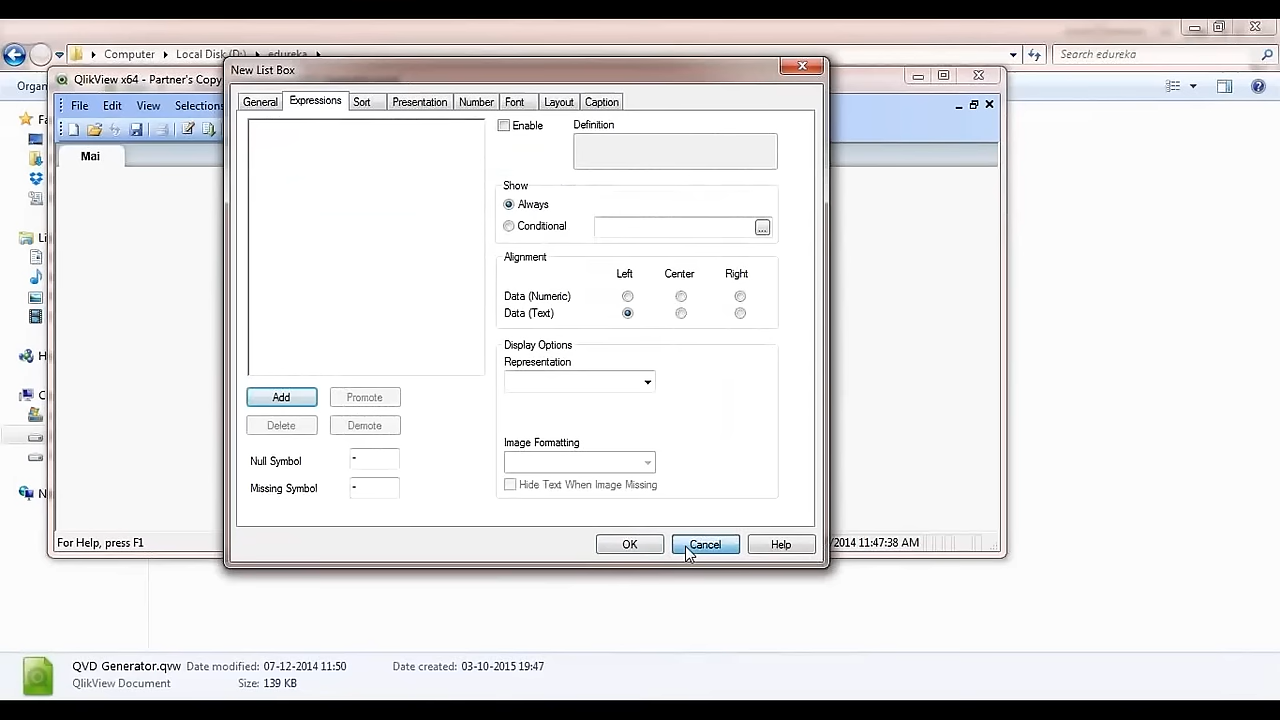 Computer
Local Disk (D:)
edureka
Search edureka
Organ
QlikView x64 - Partner's Copy
File
Edit
View
Selections
Mai
New List Box
General
Expressions
Sort
Presentation
Number
Font
Layout
Caption
Enable
Definition
Show
Always
Conditional
...
Alignment
Left
Center
Right
Data (Numeric)
Data (Text)
Display Options
Representation
Add
Promote
Delete
Demote
Image Formatting
Null Symbol
-
Missing Symbol
-
Hide Text When Image Missing
OK
Cancel
Help
For Help, press F1
/2014 11:47:38 AM
Fa
Li
H
C
N
QVD Generator.qvw
Date modified: 07-12-2014 11:50
Date created: 03-10-2015 19:47
QlikView Document
Size: 139 KB